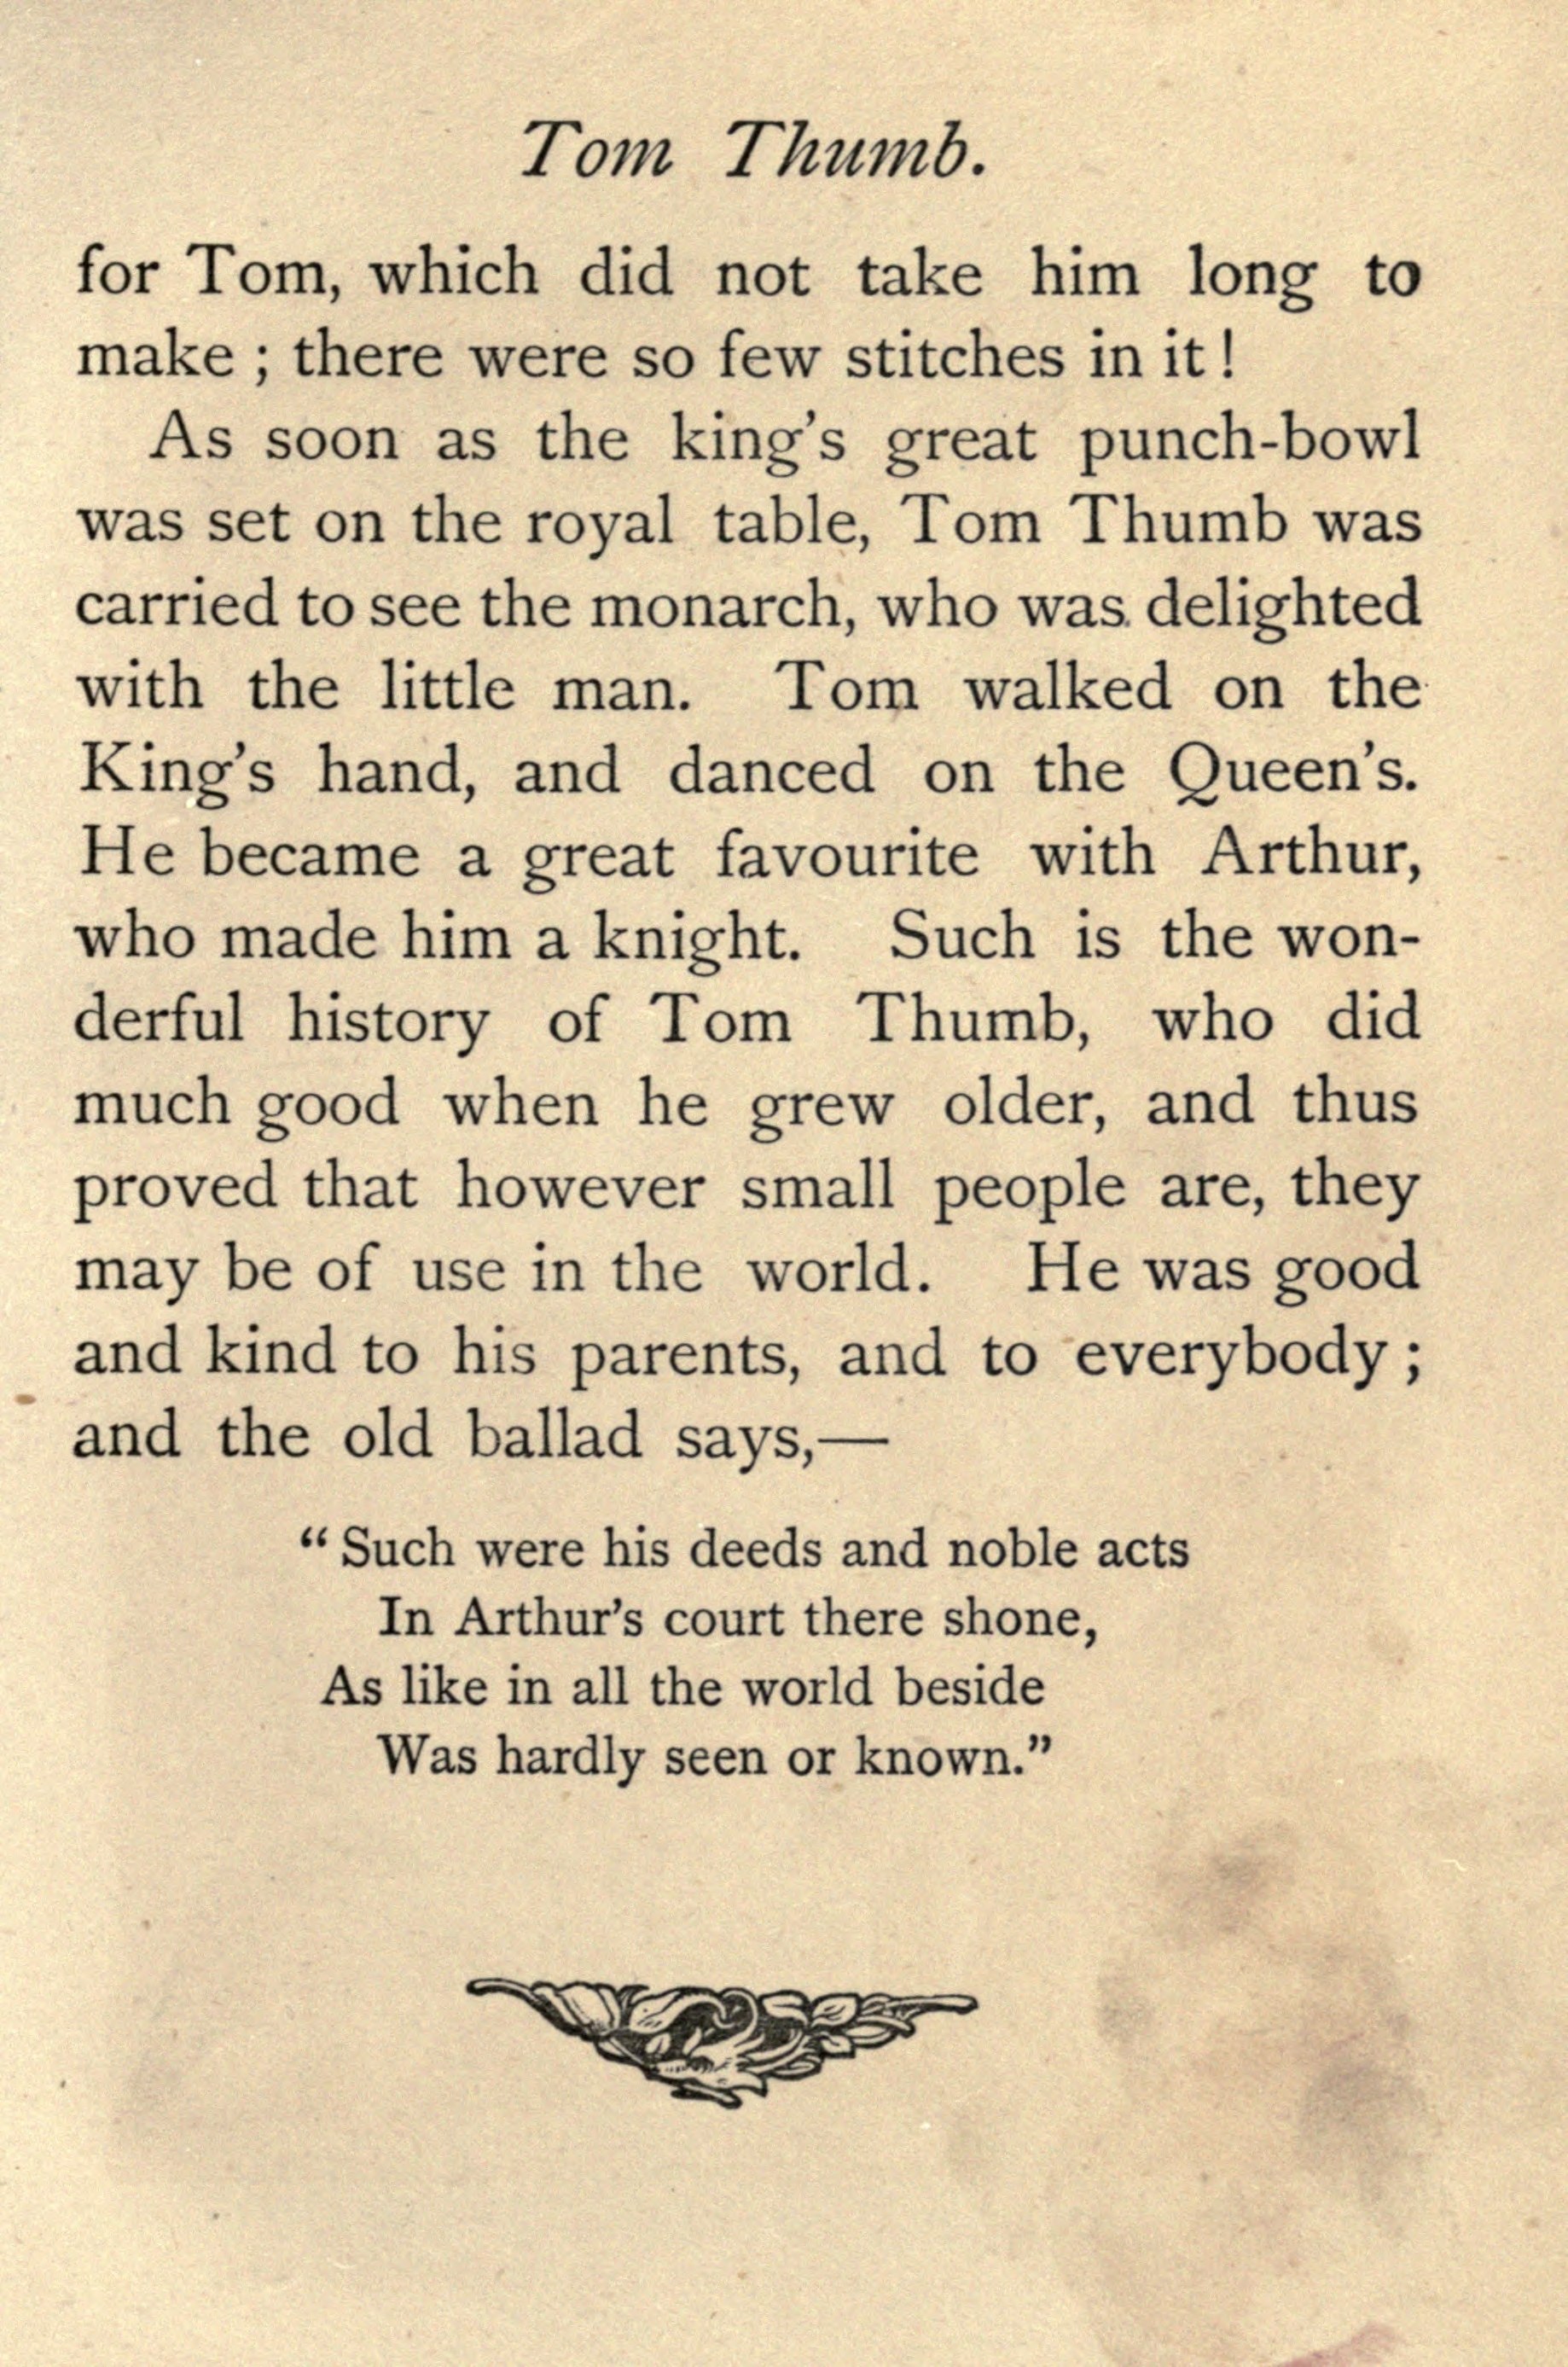 Tom Thumb.
for Tom, which did not take him long to
make ; there were so few stitches in it !
As soon as the king's great punch-bowl
was set on the royal table, Tom Thumb was
carried to see the monarch, who was delighted
with the little man. Tom walked on the
King's hand, and danced on the Queen's.
He became a great favourite with Arthur,
who made him a knight. Such is the won-
derful history of Tom Thumb, who did
much good when he grew older, and thus
proved that however small people are, they
may be of use in the world. He was good
and kind to his parents, and to everybody ;
and the old ballad says,—
“ Such were his deeds and noble acts
In Arthur's court there shone,
As like in all the world beside
Was hardly seen or known.”